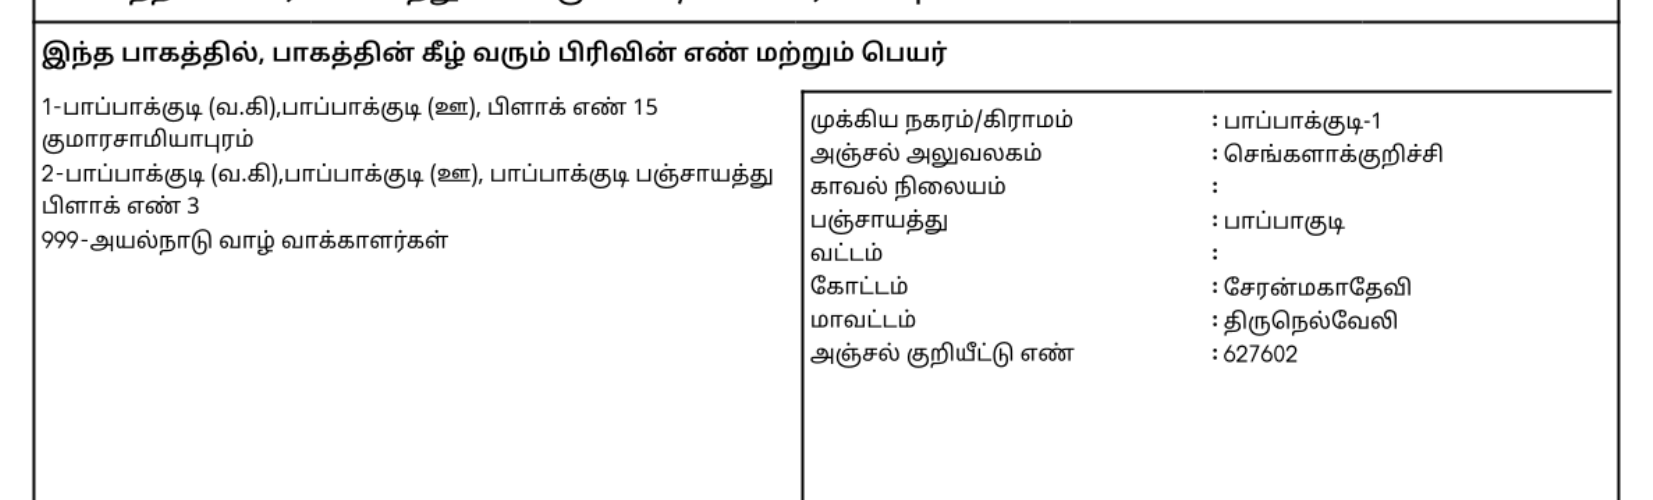 இந்த பாகத்தில், பாகத்தின் கீழ் வரும் பிரிவின் எண் மற்றும் பெயர்
1-பாப்பாக்குடி (வ.கி),பாப்பாக்குடி (ஊ), பிளாக் எண் 15
குமாரசாமியாபுரம்
2-பாப்பாக்குடி (வ.கி),பாப்பாக்குடி (ஊ), பாப்பாக்குடி பஞ்சாயத்து
பிளாக் எண் 3
999-அயல்நாடு வாழ் வாக்காளர்கள்
முக்கிய நகரம்/கிராமம் : பாப்பாக்குடி-1
அஞ்சல் அலுவலகம் : செங்களாக்குறிச்சி
காவல் நிலையம் :
பஞ்சாயத்து : பாப்பாகுடி
வட்டம் :
கோட்டம் : சேரன்மகாதேவி
மாவட்டம் : திருநெல்வேலி
அஞ்சல் குறியீட்டு எண் : 627602